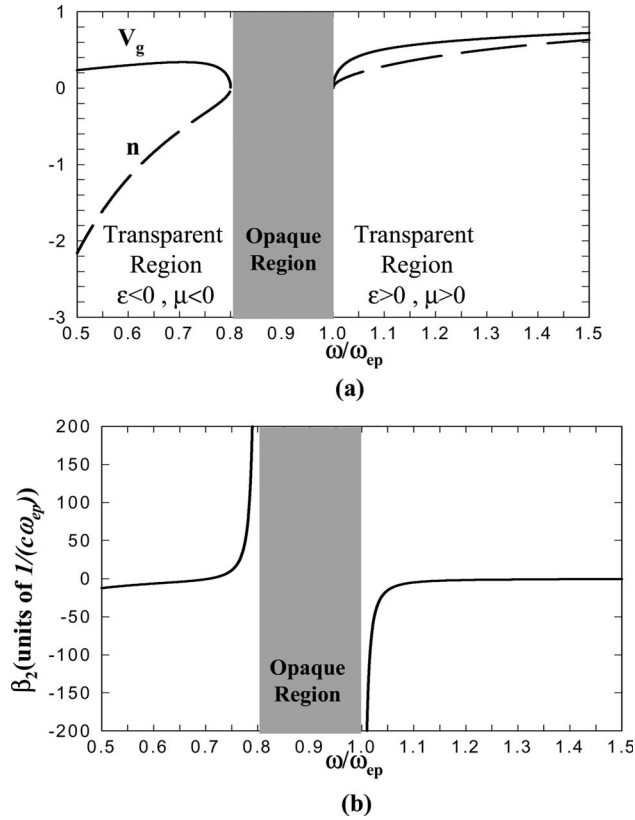 1
V_g
0
n
-1
-2
-3
Transparent Region ε<0 , μ<0
Opaque Region
Transparent Region ε>0 , μ>0
0.5 0.6 0.7 0.8 0.9 1.0 1.1 1.2 1.3 1.4 1.5
ω/ω_ep
(a)
200
150
100
50
0
-50
-100
-150
-200
β_2(units of 1/(cω_ep))
Opaque
Region
0.5 0.6 0.7 0.8 0.9 1.0 1.1 1.2 1.3 1.4 1.5
ω/ω_ep
(b)